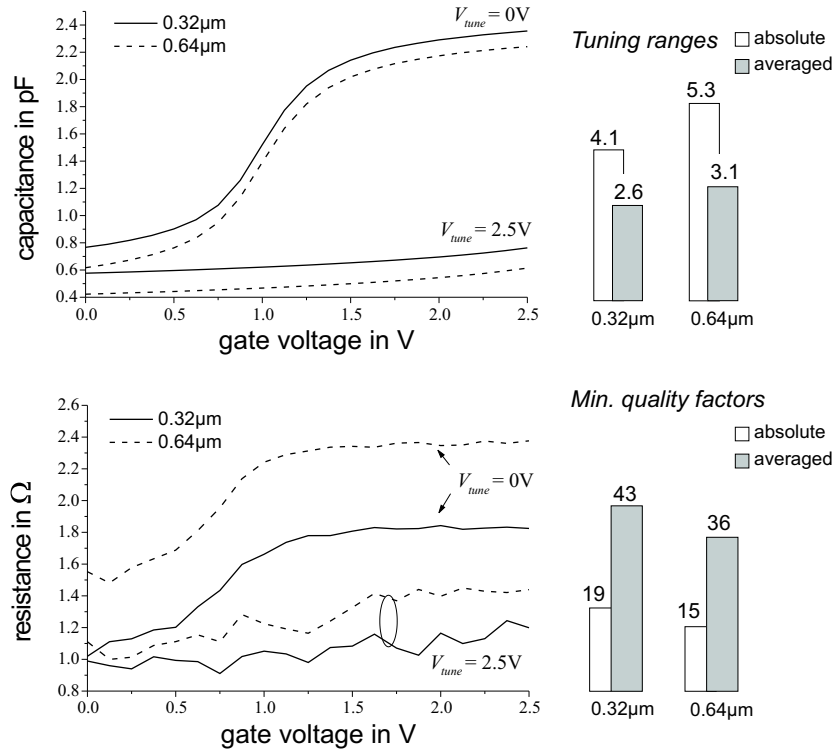 2.4
2.2
2.0
1.8
1.6
1.4
1.2
1.0
0.8
0.6
0.4
capacitance in pF
0.32µm
0.64µm
Vtune = 0V
Vtune = 2.5V
0.0 0.5 1.0 1.5 2.0 2.5
gate voltage in V
Tuning ranges
absolute
averaged
4.1
2.6
5.3
3.1
0.32µm 0.64µm
2.6
2.4
2.2
2.0
1.8
1.6
1.4
1.2
1.0
0.8
resistance in Ω
0.32µm
0.64µm
Vtune = 0V
Vtune = 2.5V
0.0 0.5 1.0 1.5 2.0 2.5
gate voltage in V
Min. quality factors
absolute
averaged
19
43
15
36
0.32µm 0.64µm